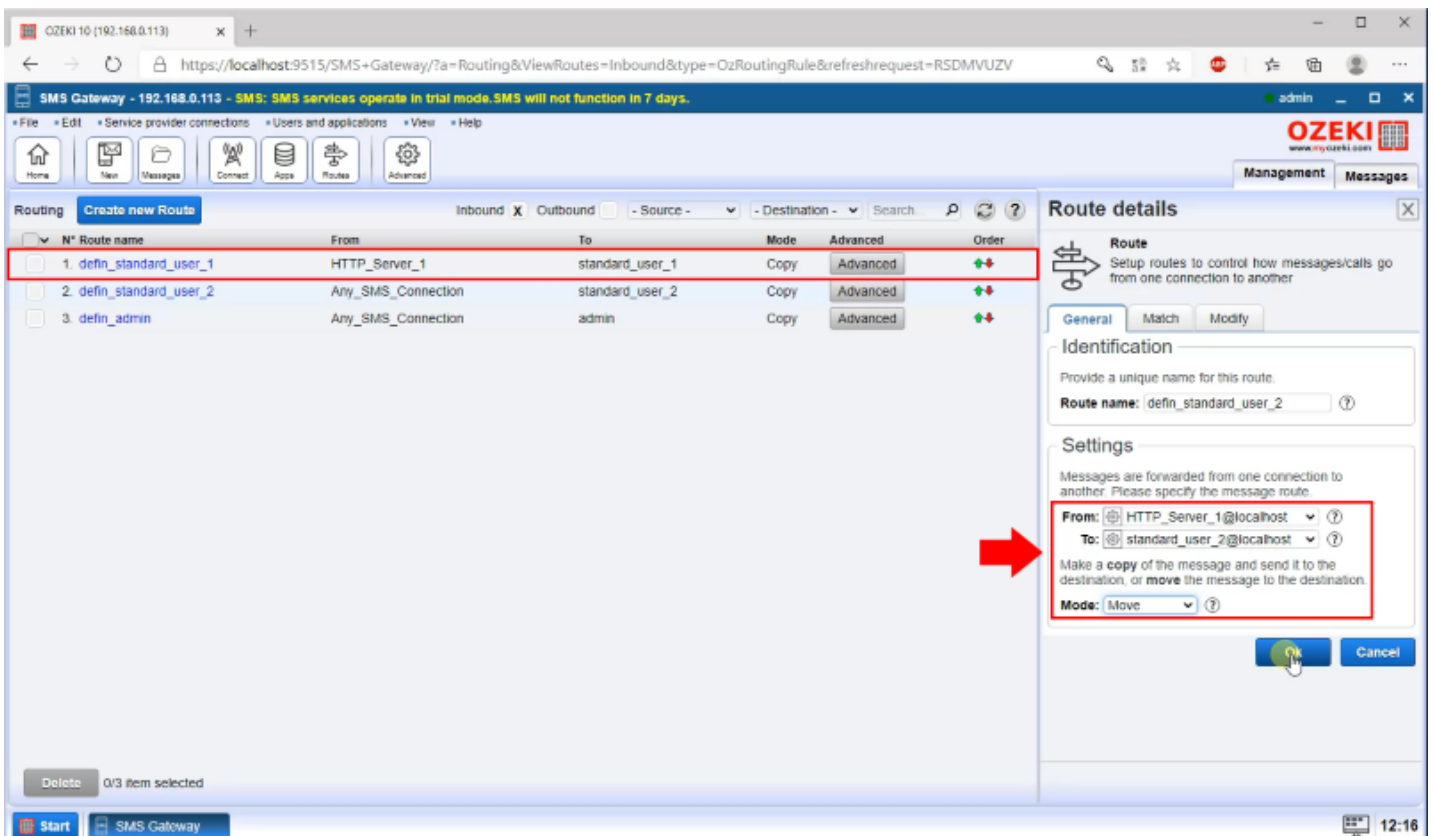 OZEKI 10 (192.168.0.113)
https://localhost:9515/SMS+Gateway/?a=Routing&ViewRoutes=Inbound&type=OzRoutingRule&refreshrequest=RSDMVUZV
SMS Gateway - 192.168.0.113 - SMS: SMS services operate in trial mode.SMS will not function in 7 days.
admin
File Edit Service provider connections Users and applications View Help
OZEKI
www.myozeki.com
Home New Messages Connect Apps Routes Advanced
Management Messages
Routing Create new Route Inbound X Outbound - Source - - Destination - Search...
N° Route name From To Mode Advanced Order
1. defin_standard_user_1 HTTP_Server_1 standard_user_1 Copy Advanced
2. defin_standard_user_2 Any_SMS_Connection standard_user_2 Copy Advanced
3. defin_admin Any_SMS_Connection admin Copy Advanced
Delete 0/3 item selected
Route details
Route
Setup routes to control how messages/calls go
from one connection to another
General Match Modify
Identification
Provide a unique name for this route.
Route name: defin_standard_user_2
Settings
Messages are forwarded from one connection to
another. Please specify the message route.
From: HTTP_Server_1@localhost
To: standard_user_2@localhost
Make a copy of the message and send it to the
destination, or move the message to the destination.
Mode: Move
Ok Cancel
Start SMS Gateway 12:16